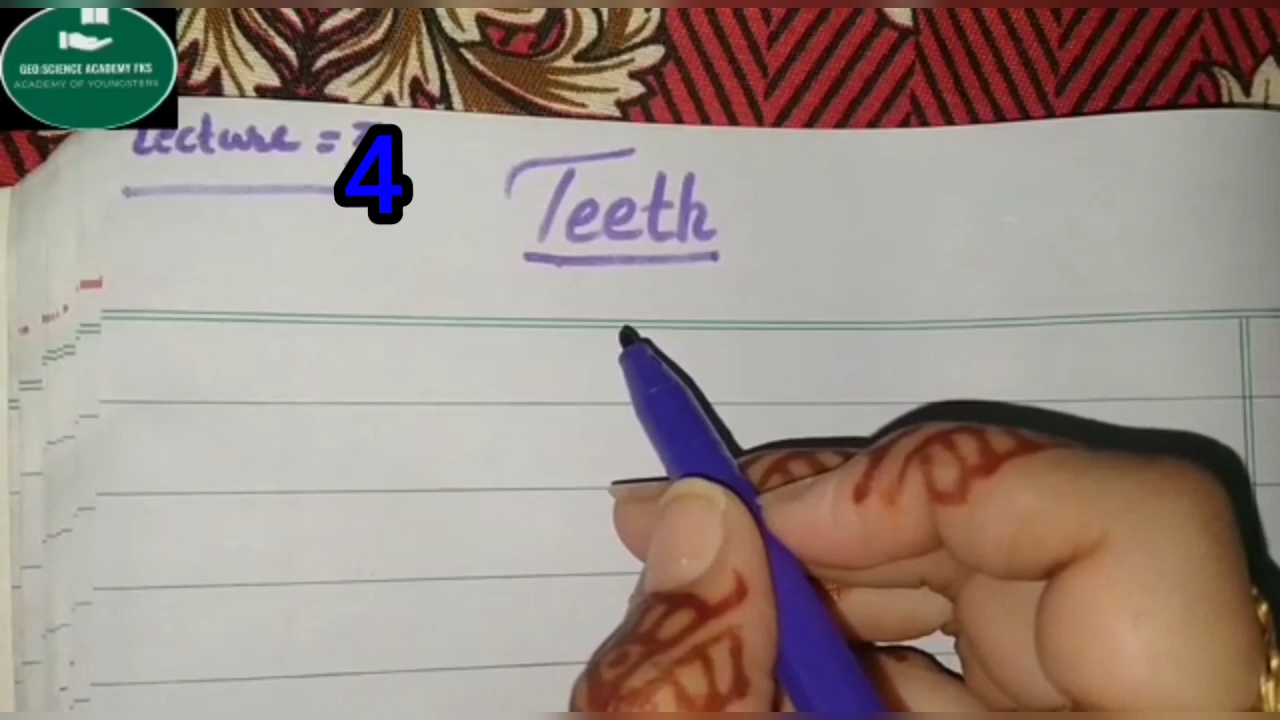 GEO:SCIENCE ACADEMY FKS
ACADEMY OF YOUNGSTERS
Lecture = 4
Teeth